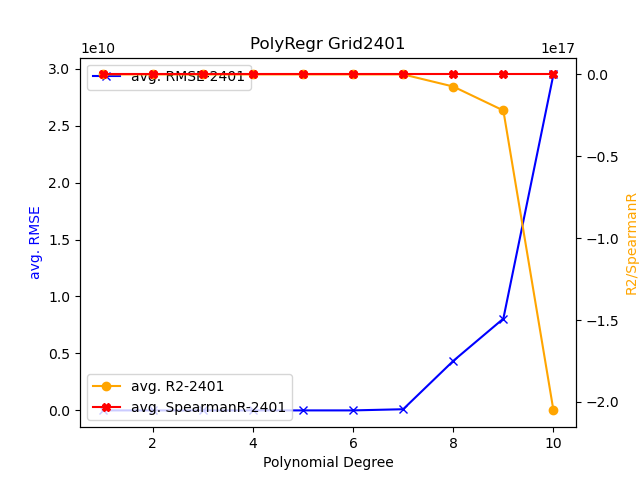 PolyRegr Grid2401
1e10
1e17
avg. RMSE-2401
3.0
2.5
2.0
1.5
1.0
0.5
0.0
avg. RMSE
0.0
−0.5
−1.0
−1.5
−2.0
R2/SpearmanR
avg. R2-2401
avg. SpearmanR-2401
2 4 6 8 10
Polynomial Degree